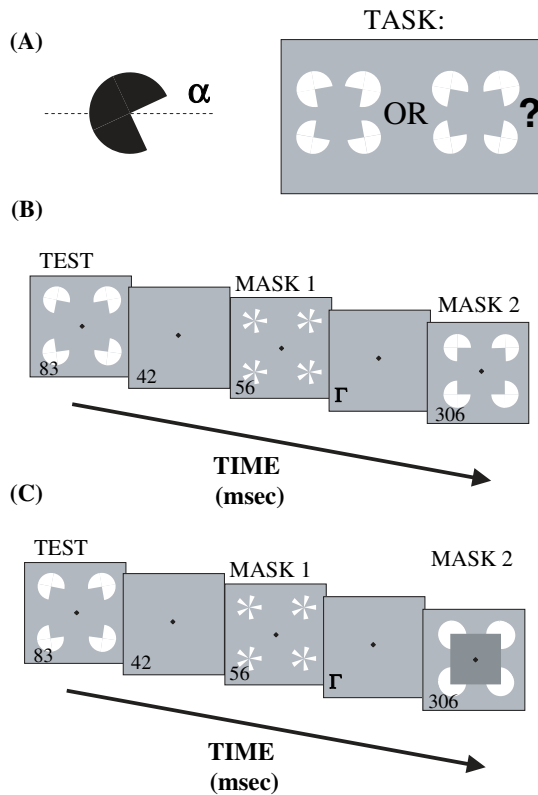 TASK:
(A)
α
OR
?
(B)
TEST
MASK 1
MASK 2
83
42
56
Γ
306
TIME
(msec)
(C)
TEST
MASK 1
MASK 2
83
42
56
Γ
306
TIME
(msec)